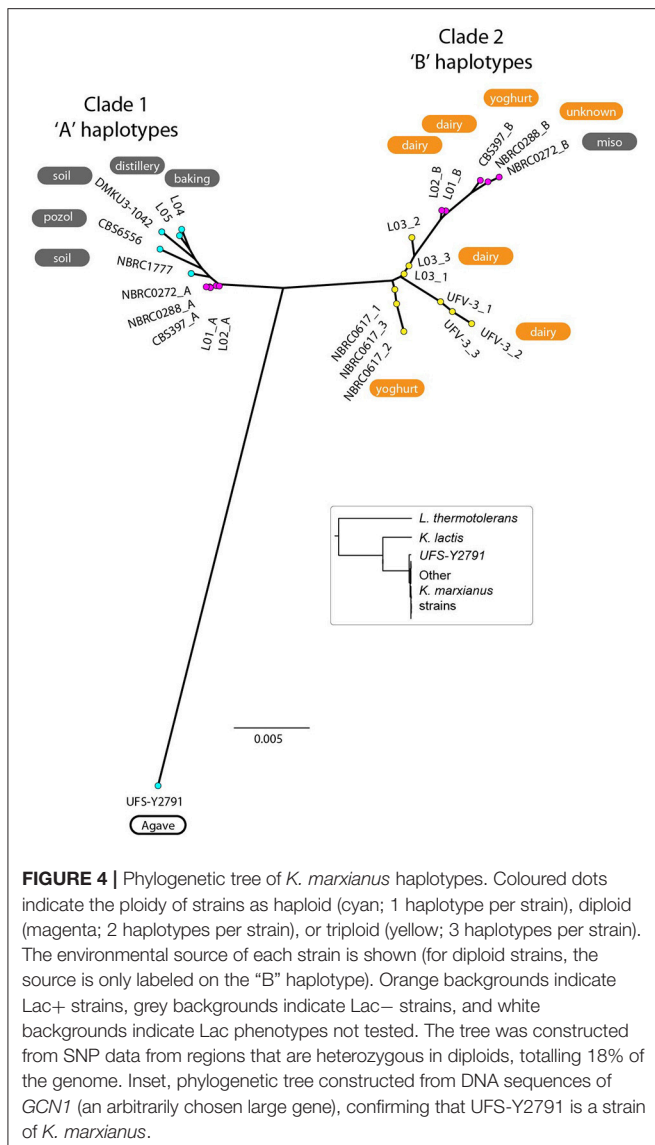 Clade 2
'B' haplotypes
Clade 1
'A' haplotypes
yoghurt
dairy
unknown
dairy
miso
distillery
soil
baking
CBS397_B
NBRC0288_B
NBRC0272_B
L02_B
L01_B
DMKU3-1042
L05
L04
pozol
CBS6556
soil
NBRC1777
L03_2
L03_3
dairy
L03_1
NBRC0272_A
NBRC0288_A
CBS397_A
L01_A
L02_A
UFV-3_1
UFV-3_3
UFV-3_2
dairy
NBRC0617_1
NBRC0617_3
NBRC0617_2
yoghurt
L. thermotolerans
K. lactis
UFS-Y2791
Other
K. marxianus
strains
0.005
UFS-Y2791
Agave
FIGURE 4 | Phylogenetic tree of K. marxianus haplotypes. Coloured dots
indicate the ploidy of strains as haploid (cyan; 1 haplotype per strain), diploid
(magenta; 2 haplotypes per strain), or triploid (yellow; 3 haplotypes per strain).
The environmental source of each strain is shown (for diploid strains, the
source is only labeled on the “B” haplotype). Orange backgrounds indicate
Lac+ strains, grey backgrounds indicate Lac− strains, and white
backgrounds indicate Lac phenotypes not tested. The tree was constructed
from SNP data from regions that are heterozygous in diploids, totalling 18% of
the genome. Inset, phylogenetic tree constructed from DNA sequences of
GCN1 (an arbitrarily chosen large gene), confirming that UFS-Y2791 is a strain
of K. marxianus.